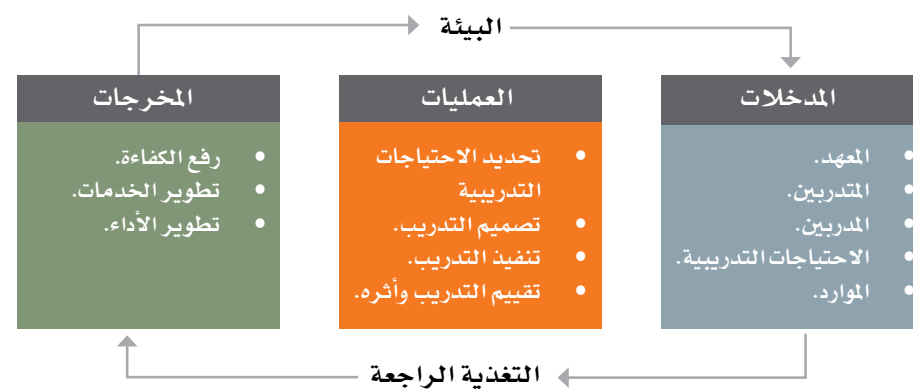 البيئة
المدخلات
• المعهد.
• المتدربين.
• المدربين.
• الاحتياجات التدريبية.
• الموارد.
العمليات
• تحديد الاحتياجات
التدريبية
• تصميم التدريب.
• تنفيذ التدريب.
• تقييم التدريب وأثره.
المخرجات
• رفع الكفاءة.
• تطوير الخدمات.
• تطوير الأداء.
التغذية الراجعة